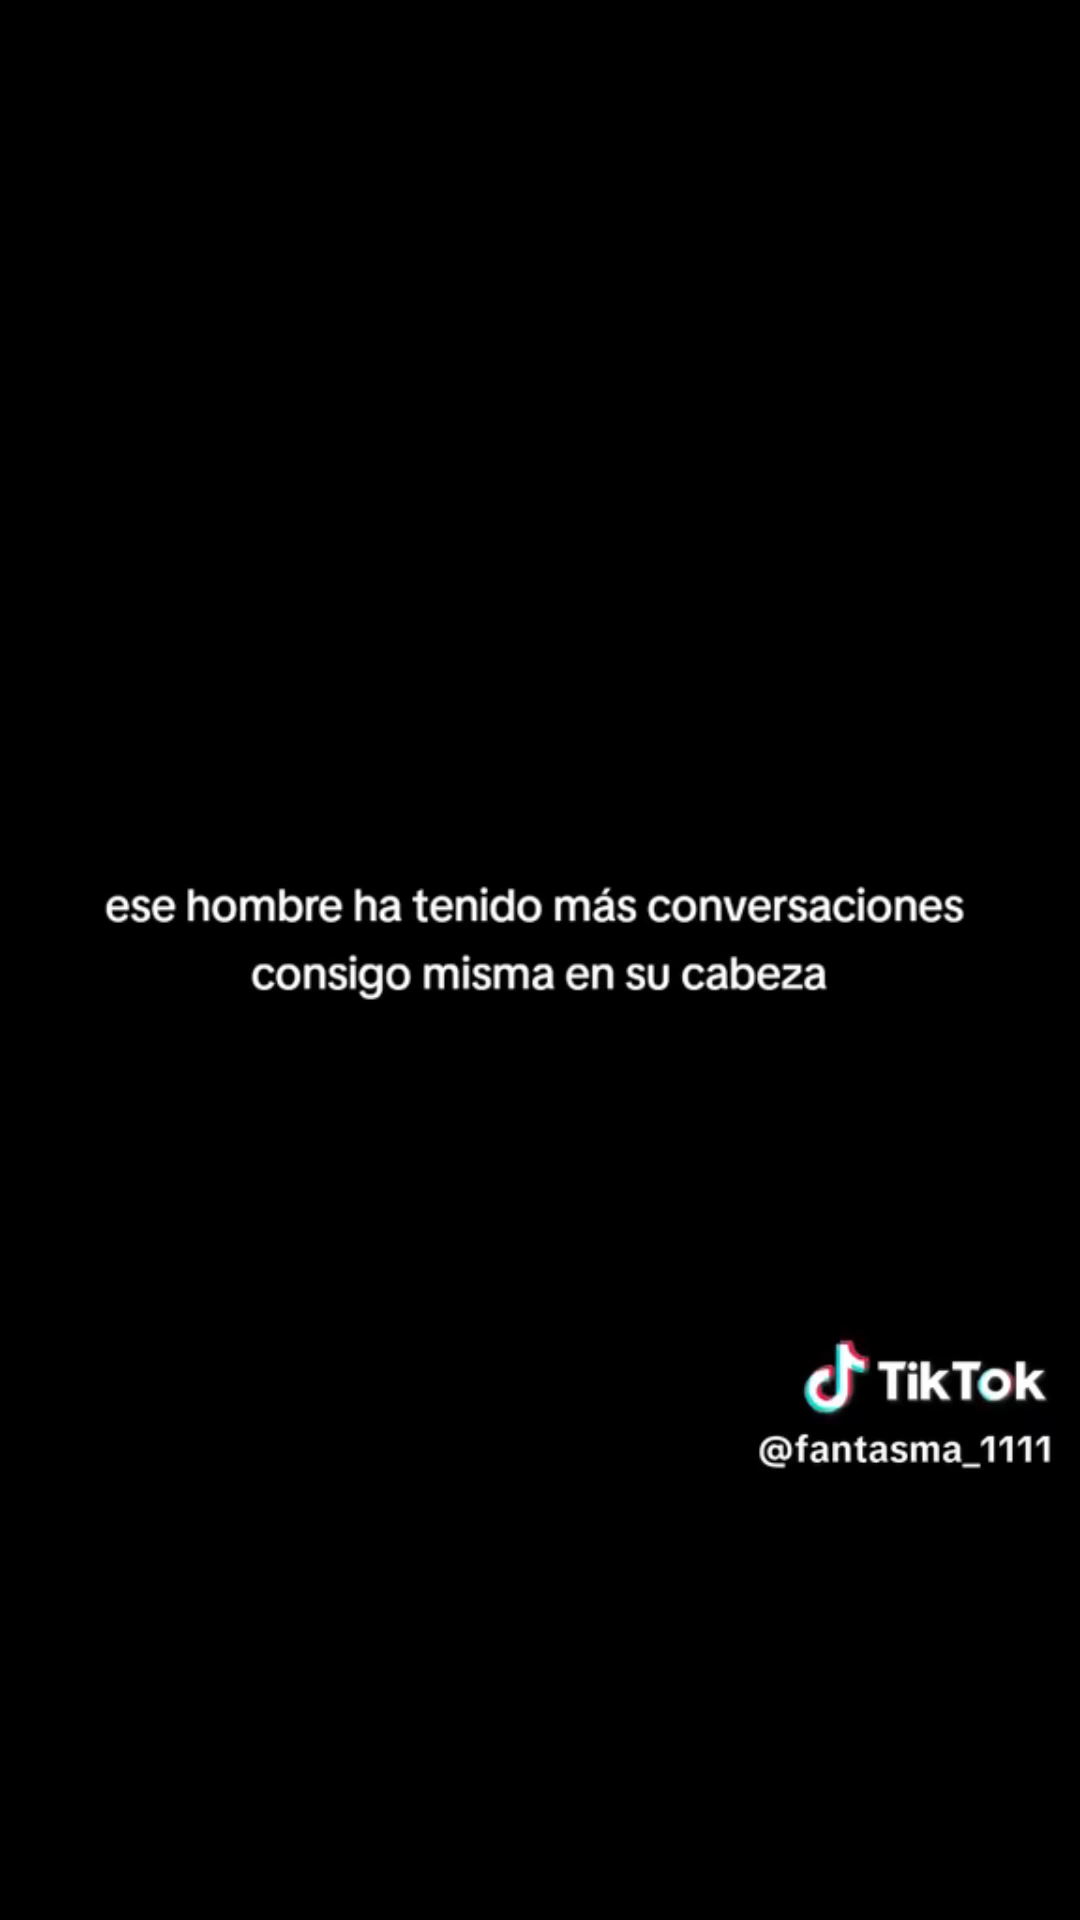 ese hombre ha tenido más conversaciones
consigo misma en su cabeza
TikTok
@fantasma_1111